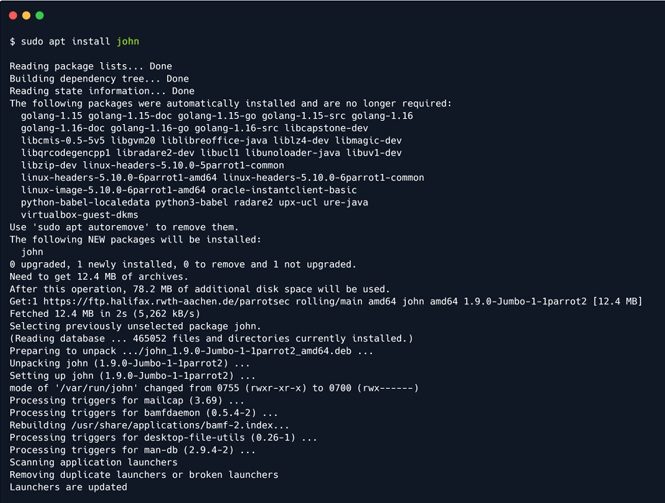 $ sudo apt install john
Reading package lists... Done
Building dependency tree... Done
Reading state information... Done
The following packages were automatically installed and are no longer required:
golang-1.15 golang-1.15-doc golang-1.15-go golang-1.15-src golang-1.16
golang-1.16-doc golang-1.16-go golang-1.16-src libcapstone-dev
libcmis-0.5-5v5 libgvm20 liblibreoffice-java liblz4-dev libmagic-dev
libqrcodegencpp1 libradare2-dev libucl1 libunoloader-java libuv1-dev
libzip-dev linux-headers-5.10.0-5parrot1-common
linux-headers-5.10.0-6parrot1-amd64 linux-headers-5.10.0-6parrot1-common
linux-image-5.10.0-6parrot1-amd64 oracle-instantclient-basic
python-babel-localedata python3-babel radare2 upx-ucl ure-java
virtualbox-guest-dkms
Use 'sudo apt autoremove' to remove them.
The following NEW packages will be installed:
john
0 upgraded, 1 newly installed, 0 to remove and 1 not upgraded.
Need to get 12.4 MB of archives.
After this operation, 78.2 MB of additional disk space will be used.
Get:1 https://ftp.halifax.rwth-aachen.de/parrotsec rolling/main amd64 john amd64 1.9.0-Jumbo-1-1parrot2 [12.4 MB]
Fetched 12.4 MB in 2s (5,262 kB/s)
Selecting previously unselected package john.
(Reading database ... 465052 files and directories currently installed.)
Preparing to unpack .../john_1.9.0-Jumbo-1-1parrot2_amd64.deb ...
Unpacking john (1.9.0-Jumbo-1-1parrot2) ...
Setting up john (1.9.0-Jumbo-1-1parrot2) ...
mode of '/var/run/john' changed from 0755 (rwxr-xr-x) to 0700 (rwx------)
Processing triggers for mailcap (3.69) ...
Processing triggers for bamfdaemon (0.5.4-2) ...
Rebuilding /usr/share/applications/bamf-2.index...
Processing triggers for desktop-file-utils (0.26-1) ...
Processing triggers for man-db (2.9.4-2) ...
Scanning application launchers
Removing duplicate launchers or broken launchers
Launchers are updated